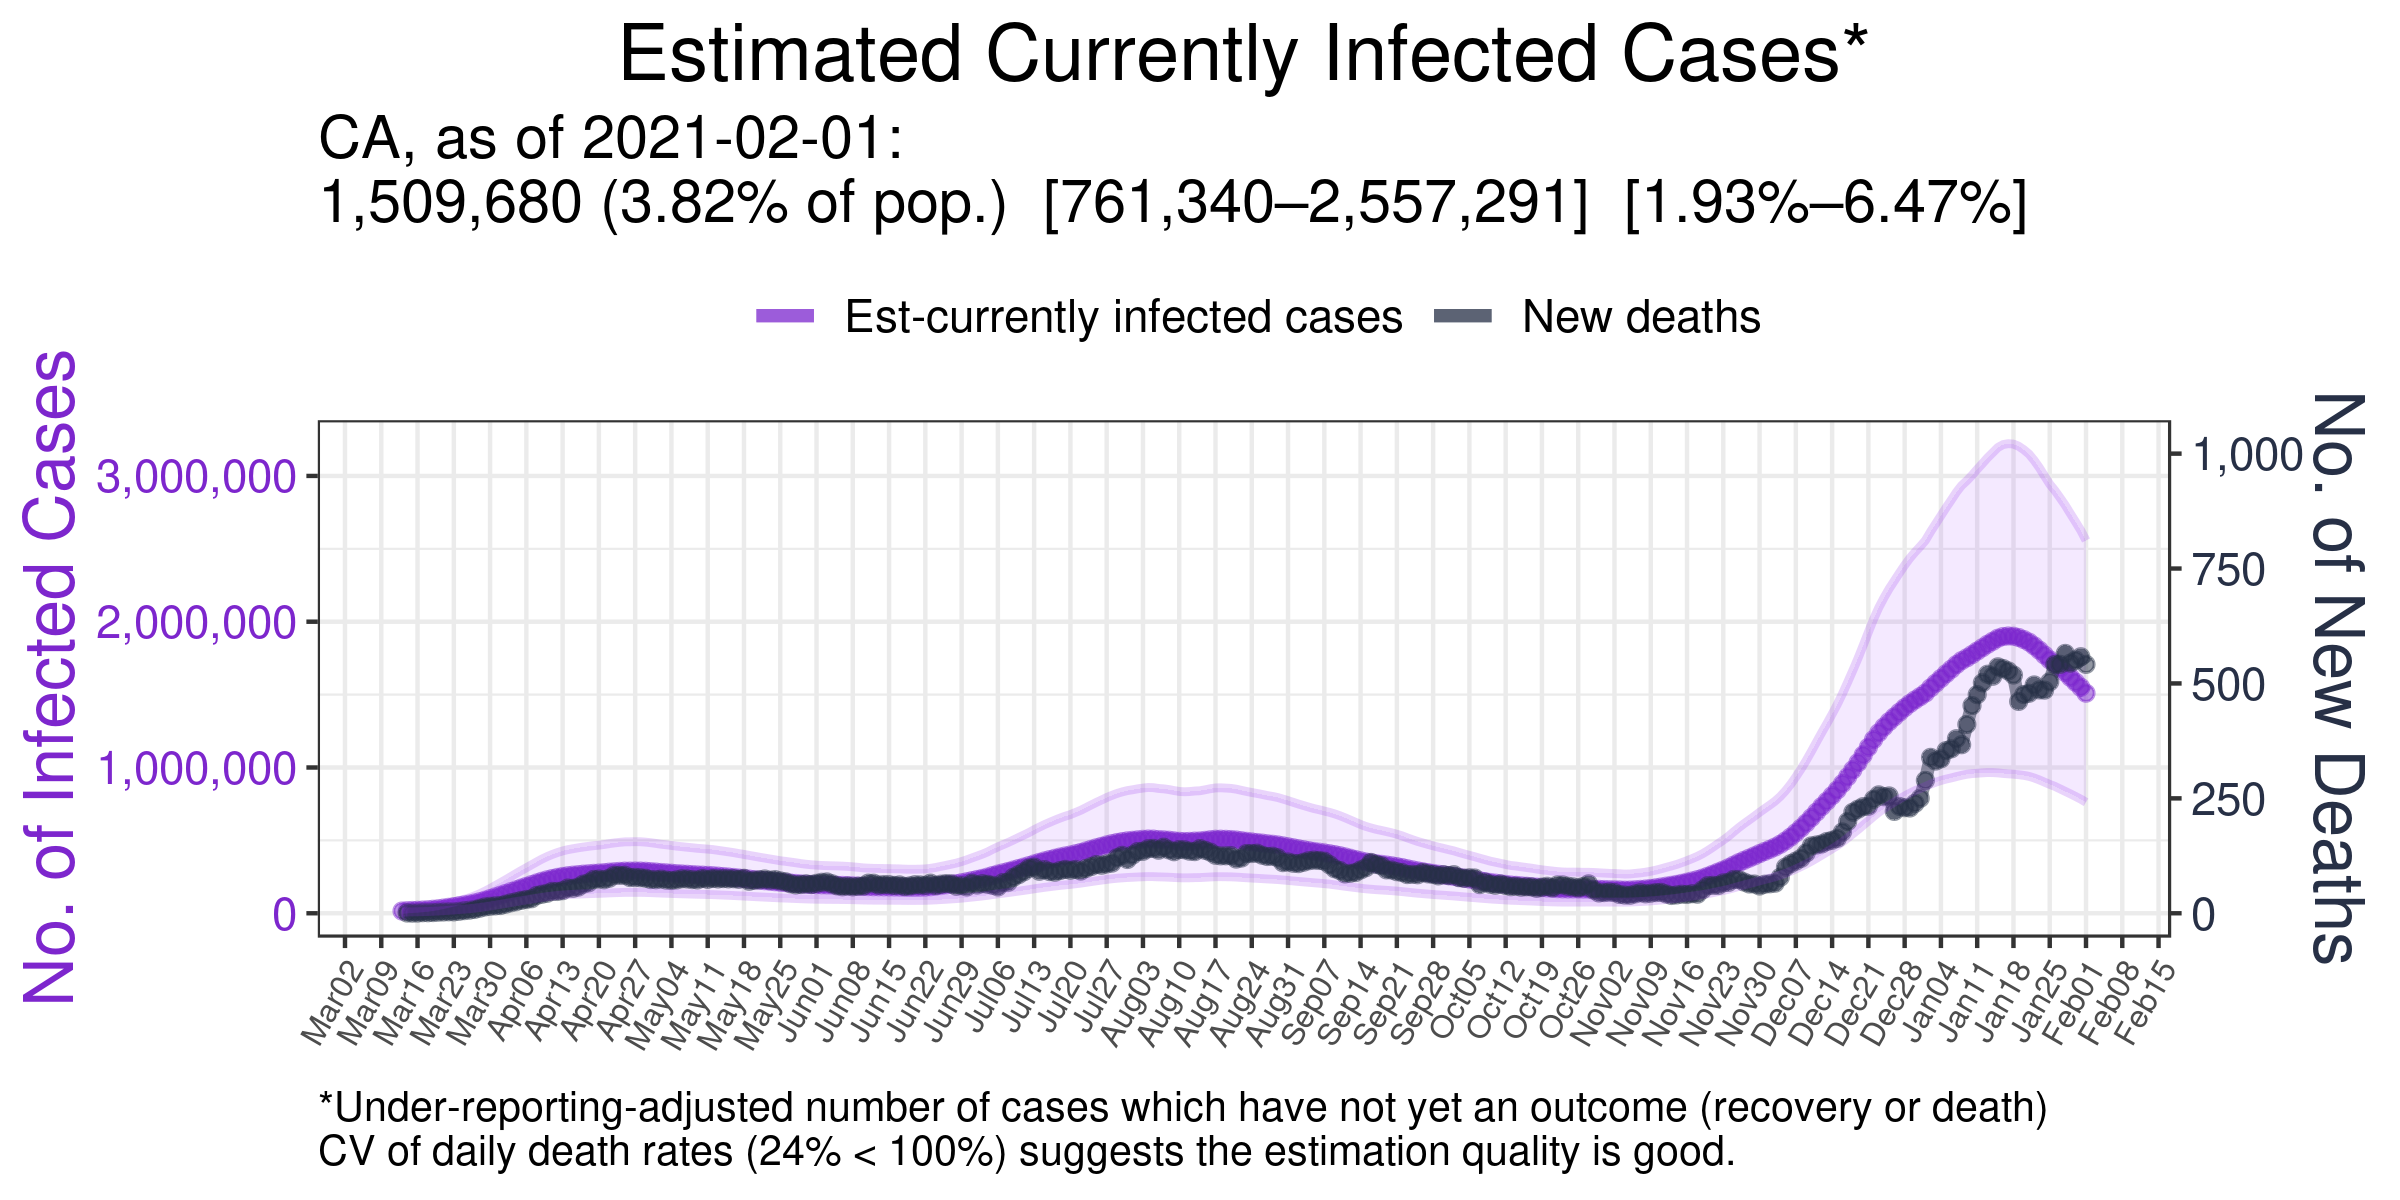 Estimated Currently Infected Cases*
CA, as of 2021-02-01:
1,509,680 (3.82% of pop.) [761,340–2,557,291] [1.93%–6.47%]
Est-currently infected cases New deaths
No. of Infected Cases
3,000,000
2,000,000
1,000,000
0
1,000
750
500
250
0
No. of New Deaths
Mar02 Mar09 Mar16 Mar23 Mar30 Apr06 Apr13 Apr20 Apr27 May04 May11 May18 May25 Jun01 Jun08 Jun15 Jun22 Jun29 Jul06 Jul13 Jul20 Jul27 Aug03 Aug10 Aug17 Aug24 Aug31 Sep07 Sep14 Sep21 Sep28 Oct05 Oct12 Oct19 Oct26 Nov02 Nov09 Nov16 Nov23 Nov30 Dec07 Dec14 Dec21 Dec28 Jan04 Jan11 Jan18 Jan25 Feb01 Feb08 Feb15
*Under-reporting-adjusted number of cases which have not yet an outcome (recovery or death)
CV of daily death rates (24% < 100%) suggests the estimation quality is good.